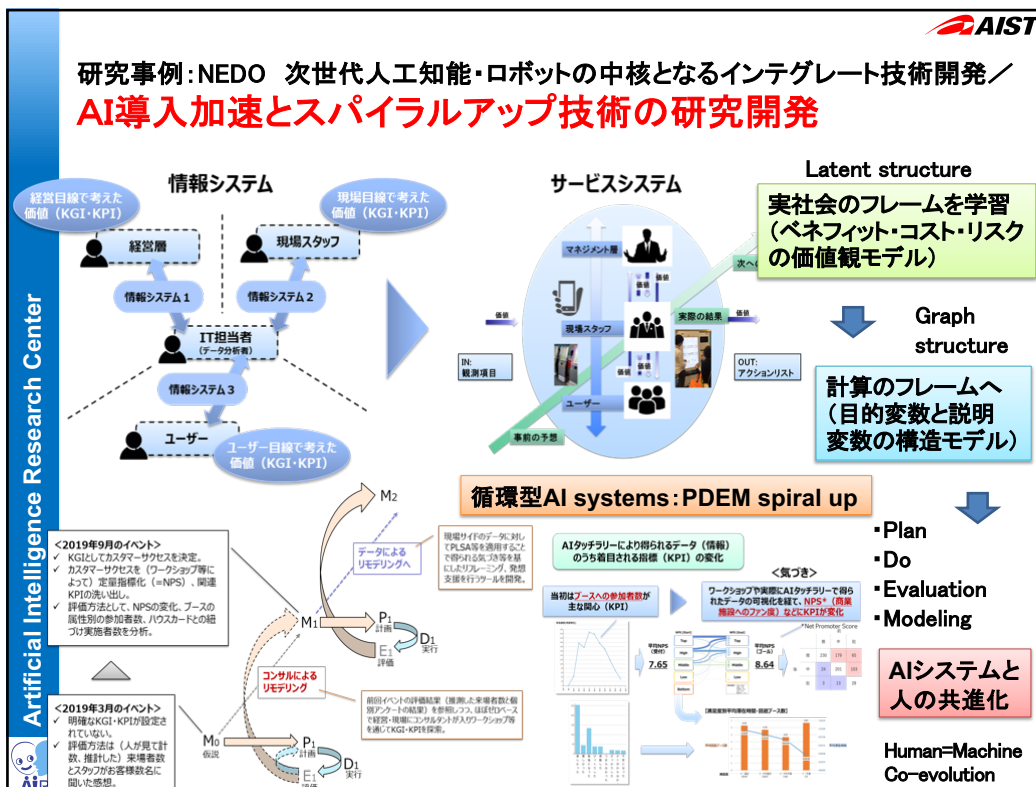 AIST
研究事例：NEDO　次世代人工知能・ロボットの中核となるインテグレート技術開発／
AI導入加速とスパイラルアップ技術の研究開発
Artificial Intelligence Research Center
情報システム
経営目線で考えた
価値（KGI・KPI）
現場目線で考えた
価値（KGI・KPI）
経営層
現場スタッフ
情報システム１
情報システム２
IT担当者
（データ分析者）
情報システム３
ユーザー
ユーザー目線で考えた
価値（KGI・KPI）
サービスシステム
マネジメント層
価値
価値
現場スタッフ
実際の結果
価値
価値
IN:
観測項目
OUT:
アクションリスト
価値
価値
ユーザー
事前の予想
Latent structure
実社会のフレームを学習
（ベネフィット・コスト・リスク
の価値観モデル）
Graph
structure
計算のフレームへ
（目的変数と説明
変数の構造モデル）
循環型AI systems：PDEM spiral up
・Plan
・Do
・Evaluation
・Modeling
AIシステムと
人の共進化
Human=Machine
Co-evolution
＜2019年9月のイベント＞
✓ KGIとしてカスタマーサクセスを決定。
✓ カスタマーサクセスを（ワークショップ等に
よって）定量指標化（=NPS）、関連
KPIの洗い出し。
✓ 評価方法として、NPSの変化、ブースの
属性別の参加者数、ハウスカードとの紐
づけ実施者数を分析。
＜2019年3月のイベント＞
✓ 明確なKGI・KPIが設定さ
れていない。
✓ 評価方法は（人が見て計
数、推計した）来場者数
とスタッフがお客様数名に
聞いた感想。
M2
データによる
リモデリングへ
現場サイドのデータに対し
てPLSA等を適用すること
で得られる気づき等を基
にしたリフレーミング、発想
支援を行うツールを開発。
M1
P1
計画
D1
実行
E1
評価
コンサルによる
リモデリング
前回イベントの評価結果（推測した来場者数と個
別アンケートの結果）を参照しつつ、ほぼゼロベース
で経営・現場にコンサルタントが入りワークショップ等
を通じてKGI・KPIを探索。
M0
仮説
P1
計画
D1
実行
E1
評価
AIタッチラリーにより得られるデータ（情報）
のうち着目される指標（KPI）の変化
＜気づき＞
当初はブースへの参加者数が
主な関心（KPI）
ワークショップや実際にAIタッチラリーで得ら
れたデータの可視化を経て、NPS*（商業
施設へのファン度）などにKPIが変化
*Net Promoter Score
平均NPS
（受付）
7.65
平均NPS
（ゴール）
8.64
Top
High
Middle
Low
Bottom
Top
High
Middle
Low